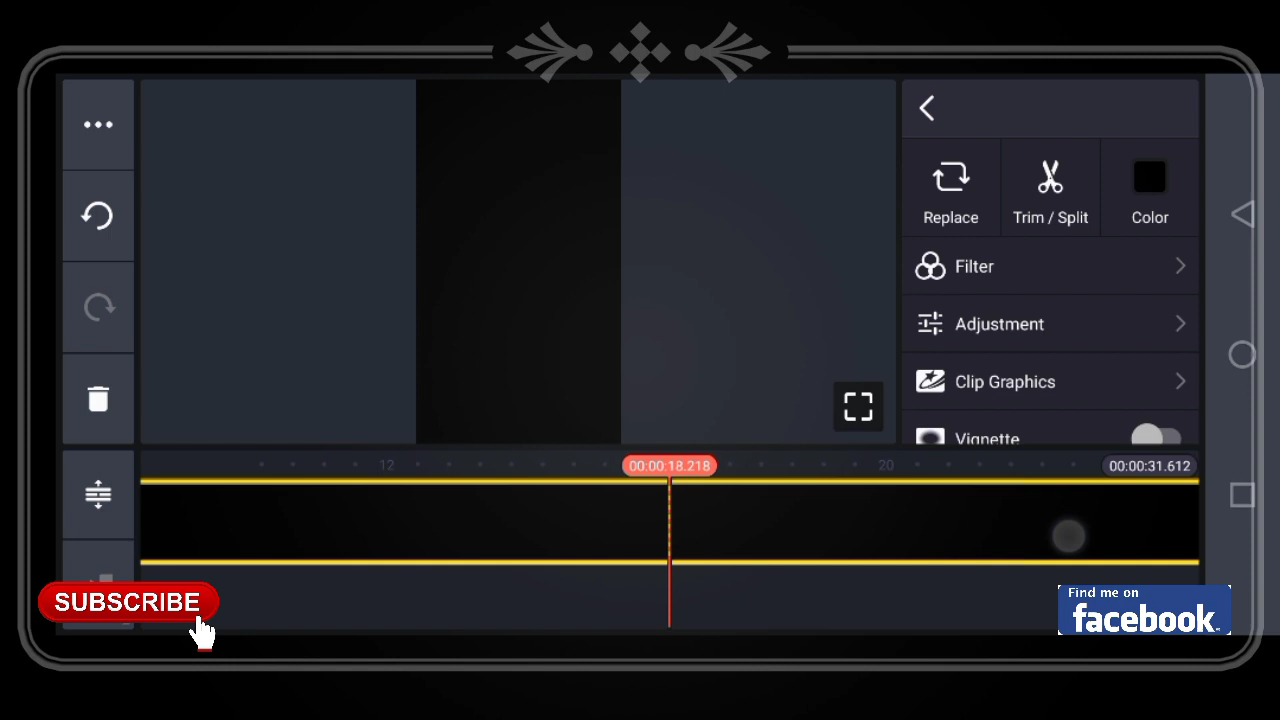 Replace
Trim / Split
Color
Filter
Adjustment
Clip Graphics
Vignette
12
00:00:18.218
20
00:00:31.612
SUBSCRIBE
Find me on
facebook